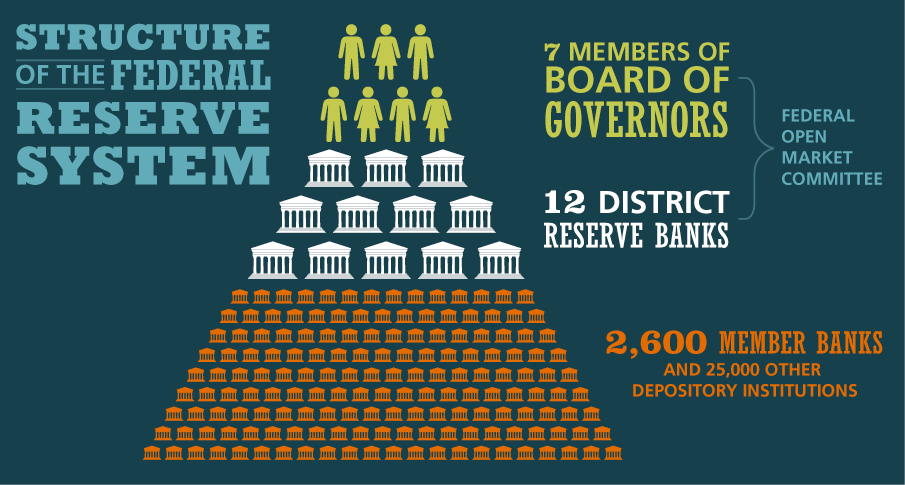 STRUCTURE
OF THE FEDERAL
RESERVE
SYSTEM
7 MEMBERS OF
BOARD OF
GOVERNORS
FEDERAL
OPEN
MARKET
COMMITTEE
12 DISTRICT
RESERVE BANKS
2,600 MEMBER BANKS
AND 25,000 OTHER
DEPOSITORY INSTITUTIONS